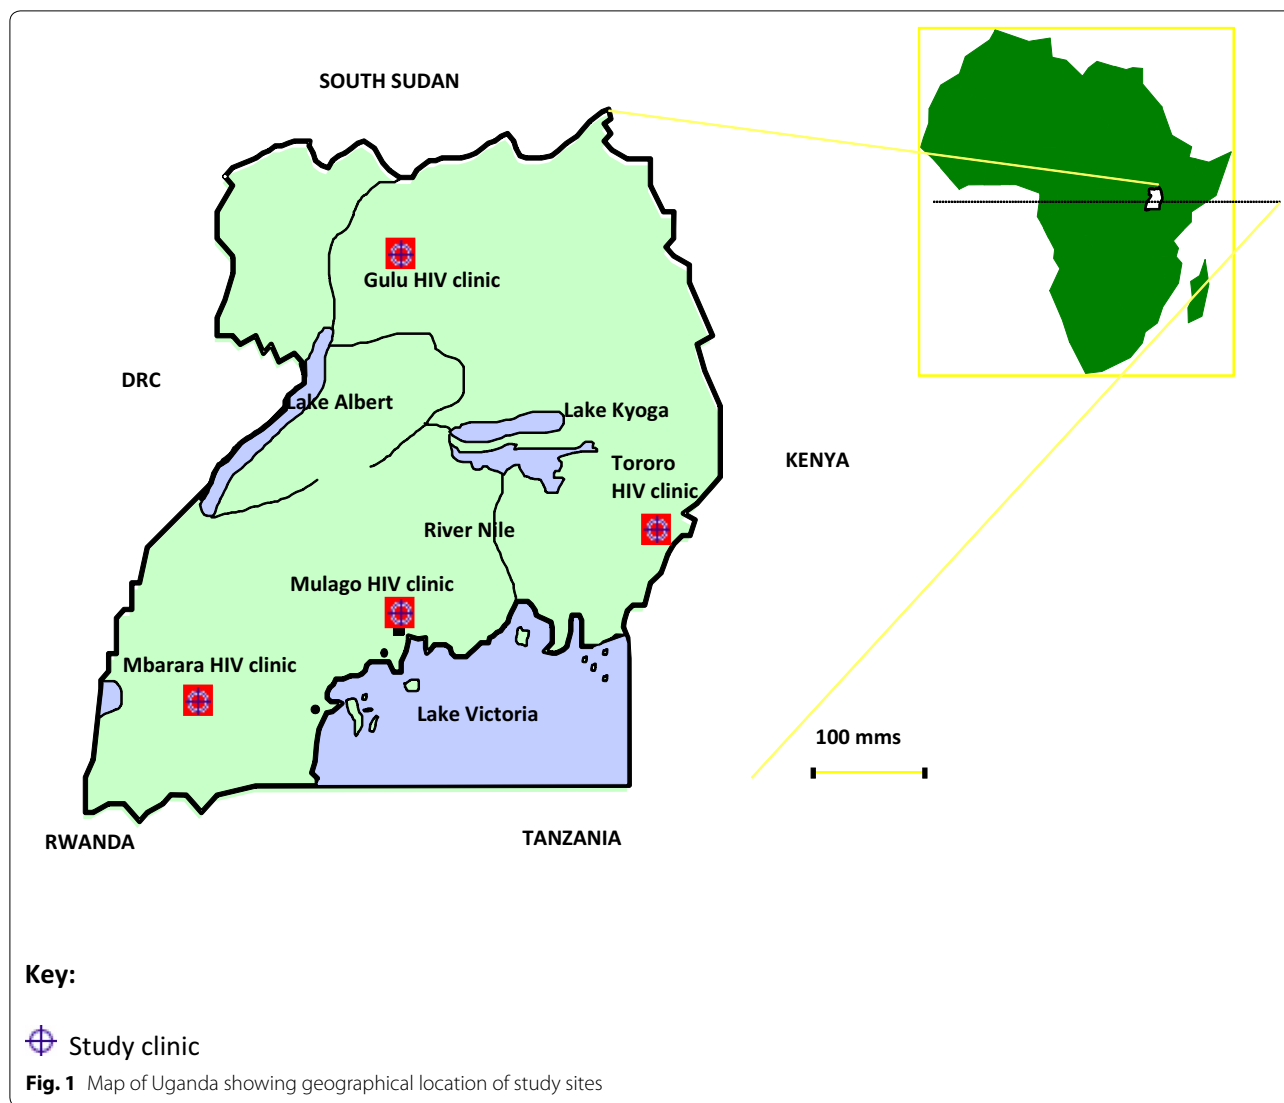 SOUTH SUDAN
Gulu HIV clinic
DRC
Lake Albert
Lake Kyoga
KENYA
Tororo
HIV clinic
River Nile
Mulago HIV clinic
Mbarara HIV clinic
Lake Victoria
100 mms
RWANDA
TANZANIA
Key:
Study clinic
Fig. 1 Map of Uganda showing geographical location of study sites